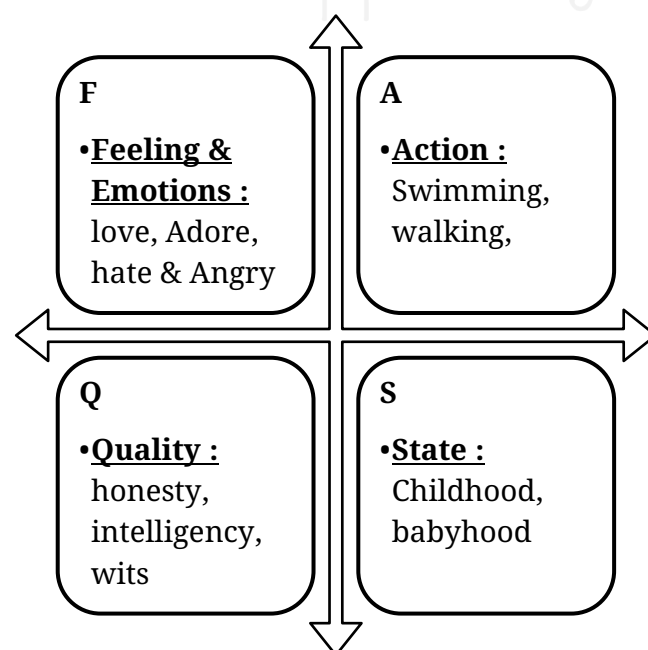 F
•Feeling &
Emotions :
love, Adore,
hate & Angry
A
•Action :
Swimming,
walking,
Q
•Quality :
honesty,
intelligency,
wits
S
•State :
Childhood,
babyhood